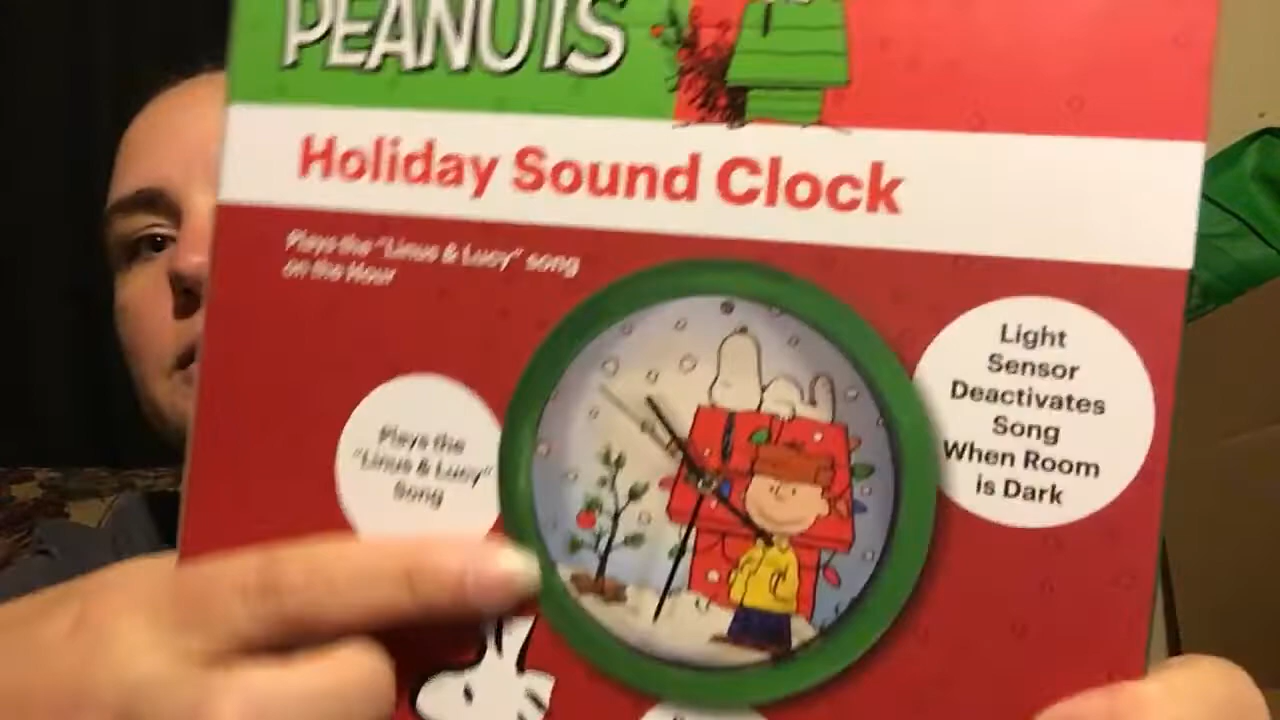 PEANUTS
Holiday Sound Clock
Plays the "Linus & Lucy" song
on the Hour
Light
Sensor
Deactivates
Song
When Room
is Dark
Plays the
"Linus & Lucy"
Song